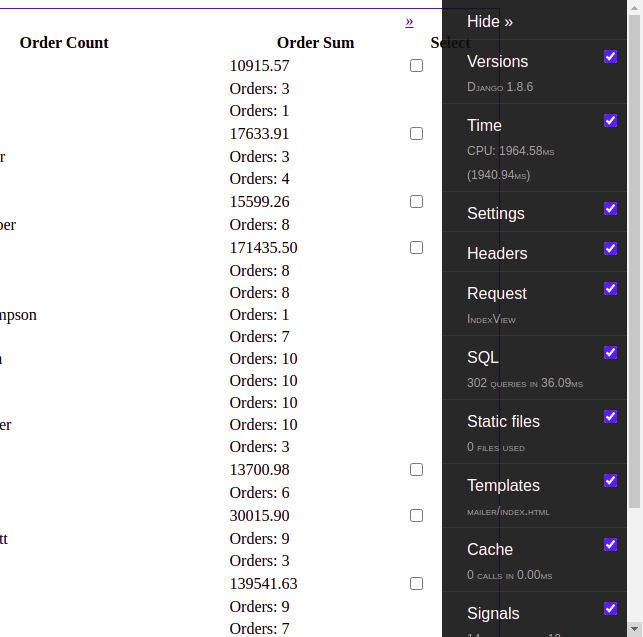 »
Order Count Order Sum Select
10915.57
Orders: 3
Orders: 1
17633.91
r Orders: 3
Orders: 4
15599.26
per Orders: 8
171435.50
Orders: 8
Orders: 8
mpson Orders: 1
Orders: 7
Orders: 10
Orders: 10
Orders: 10
er Orders: 10
Orders: 3
13700.98
Orders: 6
30015.90
tt Orders: 9
Orders: 3
139541.63
Orders: 9
Orders: 7
Hide »
Versions
Django 1.8.6
Time
CPU: 1964.58ms
(1940.94ms)
Settings
Headers
Request
IndexView
SQL
302 queries in 36.09ms
Static files
0 files used
Templates
mailer/index.html
Cache
0 calls in 0.00ms
Signals